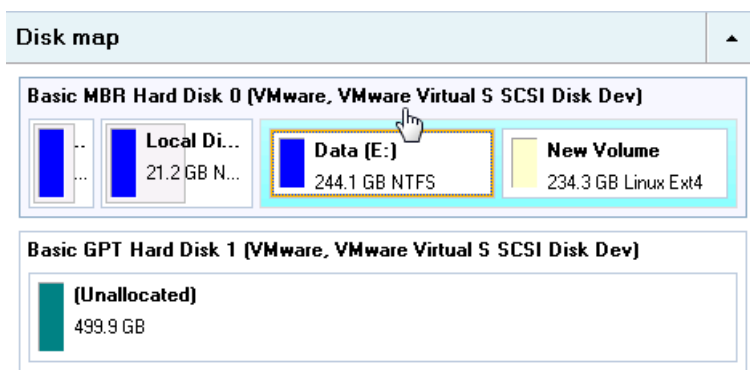 Disk map
Basic MBR Hard Disk 0 (VMware, VMware Virtual S SCSI Disk Dev)
..
...
Local Di...
21.2 GB N...
Data (E:)
244.1 GB NTFS
New Volume
234.3 GB Linux Ext4
Basic GPT Hard Disk 1 (VMware, VMware Virtual S SCSI Disk Dev)
(Unallocated)
499.9 GB